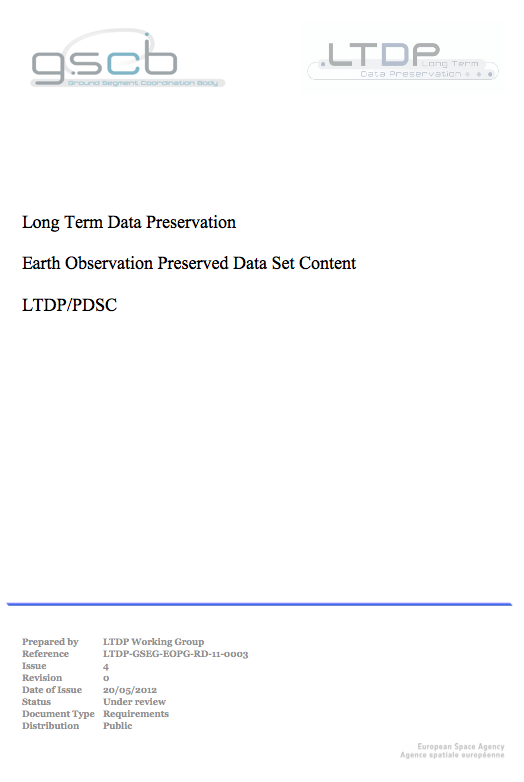 gscb
Ground Segment Coordination Body
LTDP
Long Term
Data Preservation
Long Term Data Preservation
Earth Observation Preserved Data Set Content
LTDP/PDSC
Prepared by LTDP Working Group
Reference LTDP-GSEG-EOPG-RD-11-0003
Issue 4
Revision 0
Date of Issue 20/05/2012
Status Under review
Document Type Requirements
Distribution Public
European Space Agency
Agence spatiale européenne